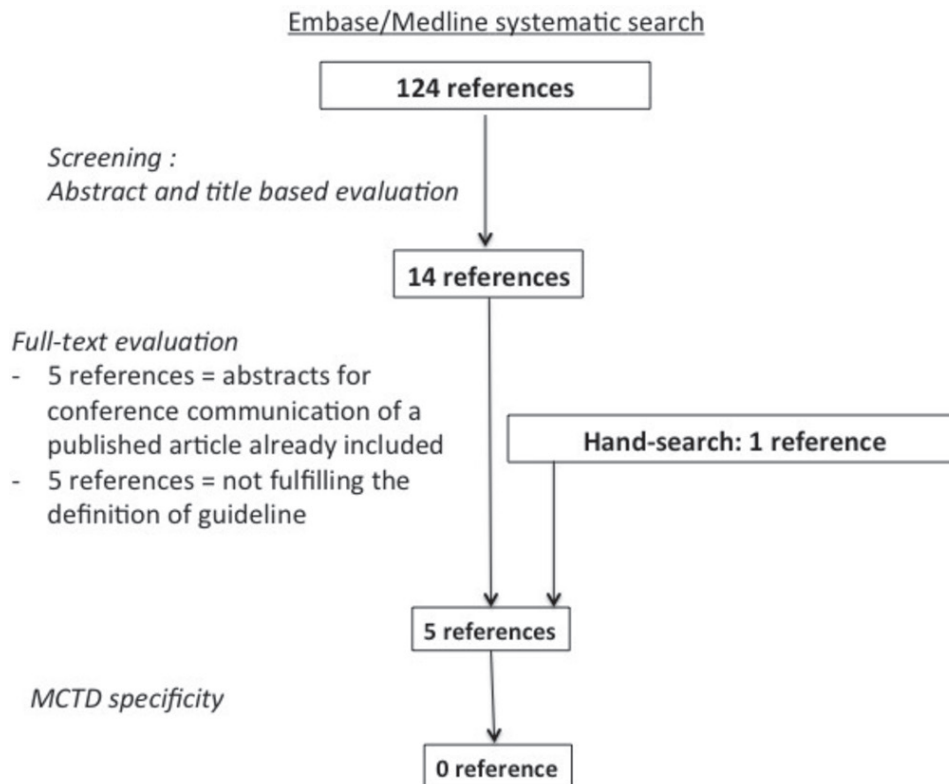 Embase/Medline systematic search
124 references
Screening :
Abstract and title based evaluation
14 references
Full-text evaluation
- 5 references = abstracts for
conference communication of a
published article already included
- 5 references = not fulfilling the
definition of guideline
Hand-search: 1 reference
5 references
MCTD specificity
0 reference